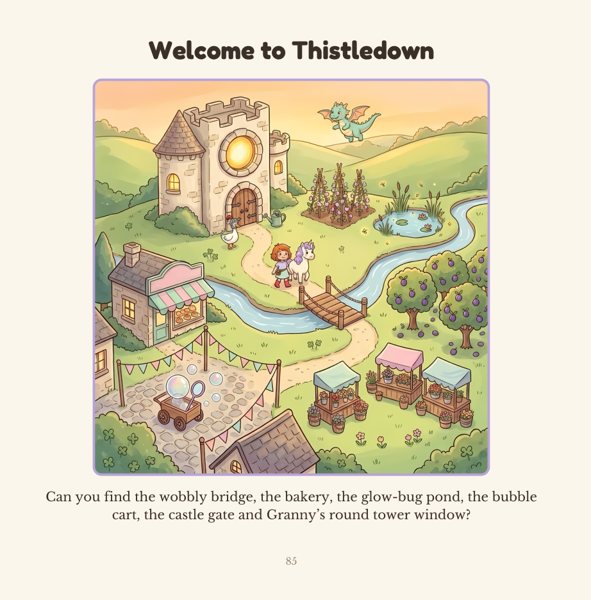 Welcome to Thistledown
Can you find the wobbly bridge, the bakery, the glow-bug pond, the bubble
cart, the castle gate and Granny’s round tower window?
85